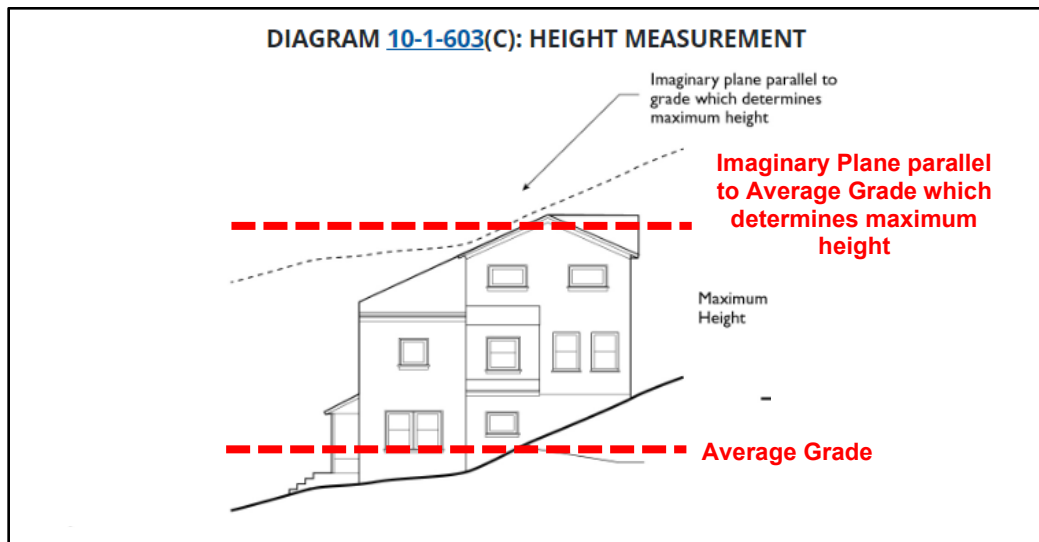 DIAGRAM 10-1-603(C): HEIGHT MEASUREMENT
Imaginary plane parallel to
grade which determines
maximum height
Imaginary Plane parallel
to Average Grade which
determines maximum
height
Maximum
Height
Average Grade